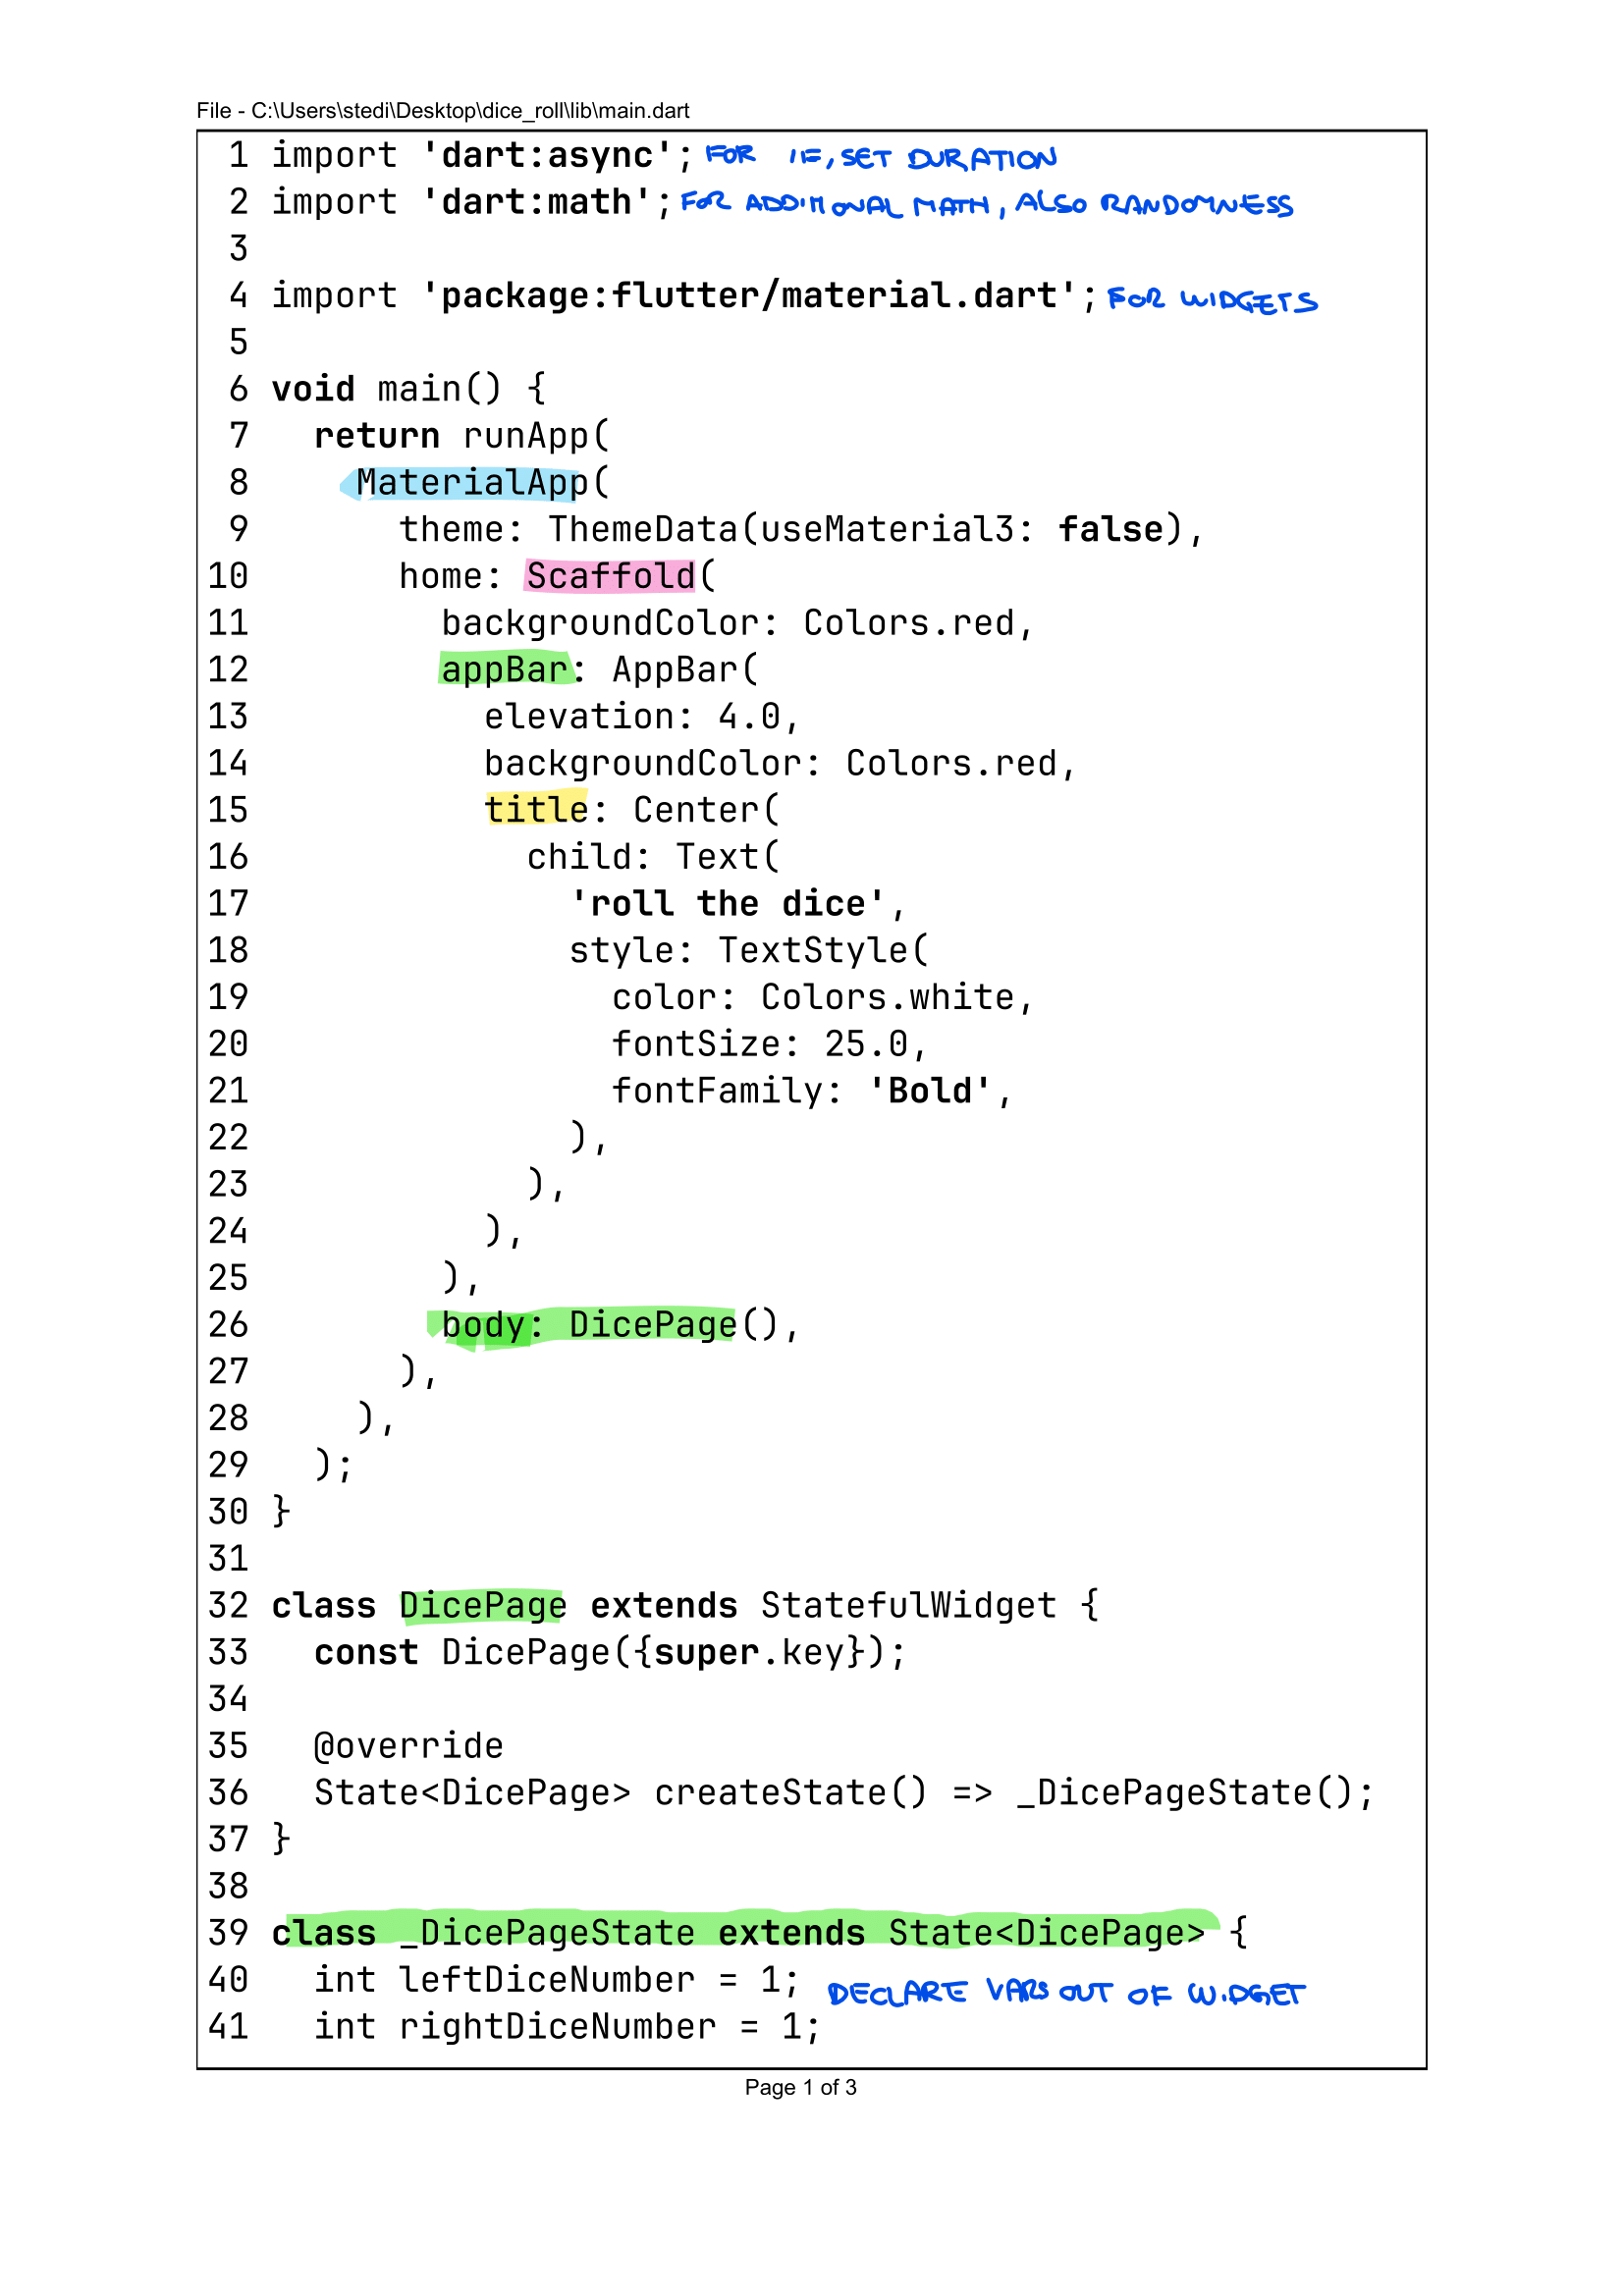 File - C:\Users\stedi\Desktop\dice_roll\lib\main.dart
1 import 'dart:async'; FOR IF, SET DURATION
2 import 'dart:math'; FOR ADDITIONAL MATH, ALSO RANDOMNESS
3
4 import 'package:flutter/material.dart'; FOR WIDGETS
5
6 void main() {
7   return runApp(
8     MaterialApp(
9       theme: ThemeData(useMaterial3: false),
10       home: Scaffold(
11         backgroundColor: Colors.red,
12         appBar: AppBar(
13           elevation: 4.0,
14           backgroundColor: Colors.red,
15           title: Center(
16             child: Text(
17               'roll the dice',
18               style: TextStyle(
19                 color: Colors.white,
20                 fontSize: 25.0,
21                 fontFamily: 'Bold',
22               ),
23             ),
24           ),
25         ),
26         body: DicePage(),
27       ),
28     ),
29   );
30 }
31
32 class DicePage extends StatefulWidget {
33   const DicePage({super.key});
34
35   @override
36   State<DicePage> createState() => _DicePageState();
37 }
38
39 class _DicePageState extends State<DicePage> {
40   int leftDiceNumber = 1; DECLARE VARS OUT OF WIDGET
41   int rightDiceNumber = 1;
Page 1 of 3